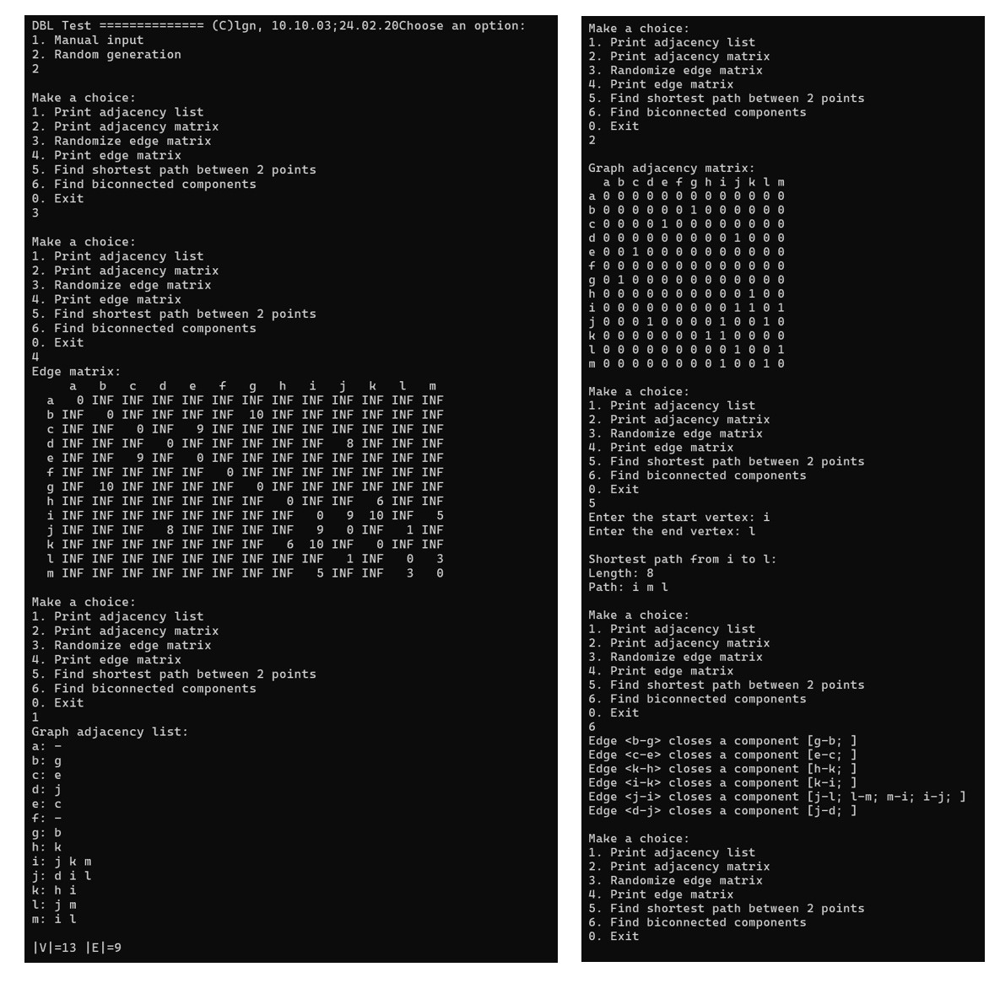 DBL Test ============== (C)lgn, 10.10.03;24.02.20Choose an option:
1. Manual input
2. Random generation
2
Make a choice:
1. Print adjacency list
2. Print adjacency matrix
3. Randomize edge matrix
4. Print edge matrix
5. Find shortest path between 2 points
6. Find biconnected components
0. Exit
3
Make a choice:
1. Print adjacency list
2. Print adjacency matrix
3. Randomize edge matrix
4. Print edge matrix
5. Find shortest path between 2 points
6. Find biconnected components
0. Exit
4
Edge matrix:
a b c d e f g h i j k l m
a 0 INF INF INF INF INF INF INF INF INF INF INF INF
b INF 0 INF INF INF INF 10 INF INF INF INF INF INF
c INF INF 0 INF 9 INF INF INF INF INF INF INF INF
d INF INF INF 0 INF INF INF INF INF 8 INF INF INF
e INF INF 9 INF 0 INF INF INF INF INF INF INF INF
f INF INF INF INF INF 0 INF INF INF INF INF INF INF
g INF 10 INF INF INF INF 0 INF INF INF INF INF INF
h INF INF INF INF INF INF INF 0 INF INF 6 INF INF
i INF INF INF INF INF INF INF INF 0 9 10 INF 5
j INF INF INF 8 INF INF INF INF 9 0 INF 1 INF
k INF INF INF INF INF INF INF 6 10 INF 0 INF INF
l INF INF INF INF INF INF INF INF INF 1 INF 0 3
m INF INF INF INF INF INF INF INF 5 INF INF 3 0
Make a choice:
1. Print adjacency list
2. Print adjacency matrix
3. Randomize edge matrix
4. Print edge matrix
5. Find shortest path between 2 points
6. Find biconnected components
0. Exit
1
Graph adjacency list:
a: -
b: g
c: e
d: j
e: c
f: -
g: b
h: k
i: j k m
j: d i l
k: h i
l: j m
m: i l
|V|=13 |E|=9
Make a choice:
1. Print adjacency list
2. Print adjacency matrix
3. Randomize edge matrix
4. Print edge matrix
5. Find shortest path between 2 points
6. Find biconnected components
0. Exit
2
Graph adjacency matrix:
a b c d e f g h i j k l m
a 0 0 0 0 0 0 0 0 0 0 0 0 0
b 0 0 0 0 0 0 1 0 0 0 0 0 0
c 0 0 0 0 1 0 0 0 0 0 0 0 0
d 0 0 0 0 0 0 0 0 0 1 0 0 0
e 0 0 1 0 0 0 0 0 0 0 0 0 0
f 0 0 0 0 0 0 0 0 0 0 0 0 0
g 0 1 0 0 0 0 0 0 0 0 0 0 0
h 0 0 0 0 0 0 0 0 0 0 1 0 0
i 0 0 0 0 0 0 0 0 0 1 1 0 1
j 0 0 0 1 0 0 0 0 1 0 0 1 0
k 0 0 0 0 0 0 0 1 1 0 0 0 0
l 0 0 0 0 0 0 0 0 0 1 0 0 1
m 0 0 0 0 0 0 0 0 1 0 0 1 0
Make a choice:
1. Print adjacency list
2. Print adjacency matrix
3. Randomize edge matrix
4. Print edge matrix
5. Find shortest path between 2 points
6. Find biconnected components
0. Exit
5
Enter the start vertex: i
Enter the end vertex: l
Shortest path from i to l:
Length: 8
Path: i m l
Make a choice:
1. Print adjacency list
2. Print adjacency matrix
3. Randomize edge matrix
4. Print edge matrix
5. Find shortest path between 2 points
6. Find biconnected components
0. Exit
6
Edge <b-g> closes a component [g-b; ]
Edge <c-e> closes a component [e-c; ]
Edge <k-h> closes a component [h-k; ]
Edge <i-k> closes a component [k-i; ]
Edge <j-i> closes a component [j-l; l-m; m-i; i-j; ]
Edge <d-j> closes a component [j-d; ]
Make a choice:
1. Print adjacency list
2. Print adjacency matrix
3. Randomize edge matrix
4. Print edge matrix
5. Find shortest path between 2 points
6. Find biconnected components
0. Exit